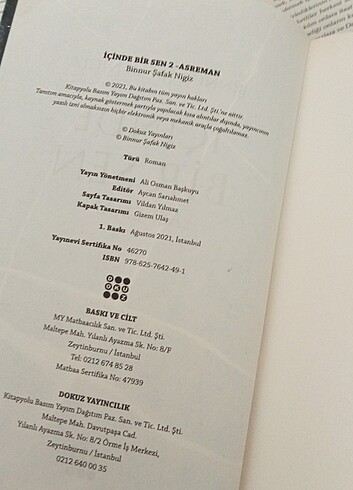 İÇİNDE BİR SEN 2 - ASREMAN
Binnur Şafak Nigiz
© 2021, Bu kitabın tüm yayın hakları
Kitapyolu Basım Yayım Dağıtım Paz. San. ve Tic. Ltd. Şti.'ne aittir.
Tanıtım amacıyla, kaynak göstermek şartıyla yapılacak kısa alıntılar dışında, yayıncının
yazılı izni alınmaksızın hiçbir elektronik veya mekanik araçla çoğaltılamaz.
© Dokuz Yayınları
© Binnur Şafak Nigiz
Türü Roman
Yayın Yönetmeni Ali Osman Başkuyu
Editör Aycan Sarıahmet
Sayfa Tasarımı Vildan Yılmaz
Kapak Tasarımı Gizem Ulaş
1. Baskı Ağustos 2021, İstanbul
Yayınevi Sertifika No 46270
ISBN 978-625-7642-49-1
DOKUZ
BASKI VE CİLT
MY Matbaacılık San. ve Tic. Ltd. Şti.
Maltepe Mah. Yılanlı Ayazma Sk. No: 8/F
Zeytinburnu / İstanbul
Tel: 0212 674 85 28
Matbaa Sertifika No: 47939
DOKUZ YAYINCILIK
Kitapyolu Basım Yayım Dağıtım Paz. San. ve Tic. Ltd. Şti.
Maltepe Mah. Davutpaşa Cad.
Yılanlı Ayazma Sk. No: 8/2 Örme İş Merkezi,
Zeytinburnu / İstanbul
0212 640 00 35